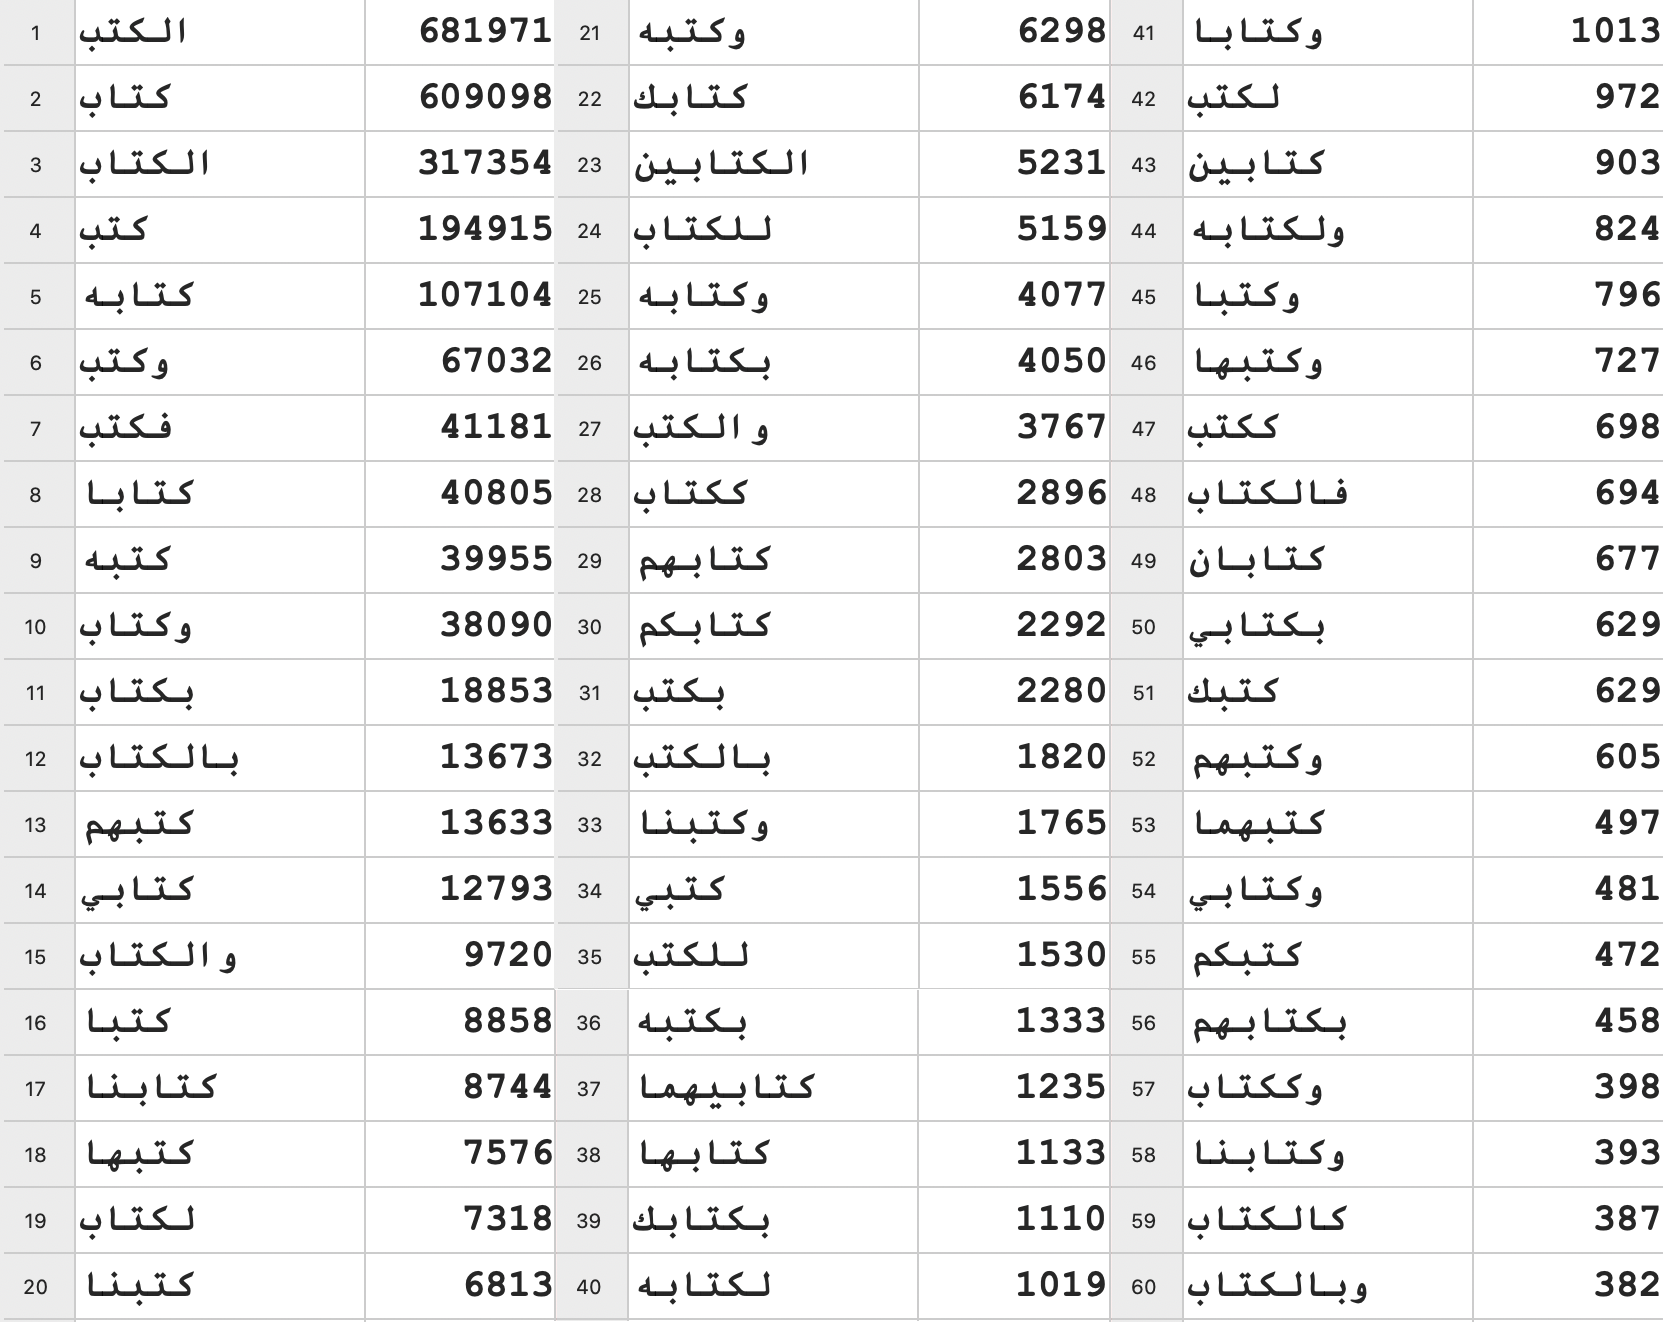 1 الكتب 681971 21 وكتبه 6298 41 وكتابا 1013
2 كتاب 609098 22 كتابك 6174 42 لكتب 972
3 الكتاب 317354 23 الكتابين 5231 43 كتابين 903
4 كتب 194915 24 للكتاب 5159 44 ولكتابه 824
5 كتابه 107104 25 وكتابه 4077 45 وكتبا 796
6 وكتب 67032 26 بكتابه 4050 46 وكتبها 727
7 فكتب 41181 27 والكتب 3767 47 ككتب 698
8 كتابا 40805 28 ككتاب 2896 48 فالكتاب 694
9 كتبه 39955 29 كتابهم 2803 49 كتابان 677
10 وكتاب 38090 30 كتابكم 2292 50 بكتابي 629
11 بكتاب 18853 31 بكتب 2280 51 كتبك 629
12 بالكتاب 13673 32 بالكتب 1820 52 وكتبهم 605
13 كتبهم 13633 33 وكتبنا 1765 53 كتبهما 497
14 كتابي 12793 34 كتبي 1556 54 وكتابي 481
15 والكتاب 9720 35 للكتب 1530 55 كتبكم 472
16 كتبا 8858 36 بكتبه 1333 56 بكتابهم 458
17 كتابنا 8744 37 كتابيهما 1235 57 وككتاب 398
18 كتبها 7576 38 كتابها 1133 58 وكتابنا 393
19 لكتاب 7318 39 بكتابك 1110 59 كالكتاب 387
20 كتبنا 6813 40 لكتابه 1019 60 وبالكتاب 382